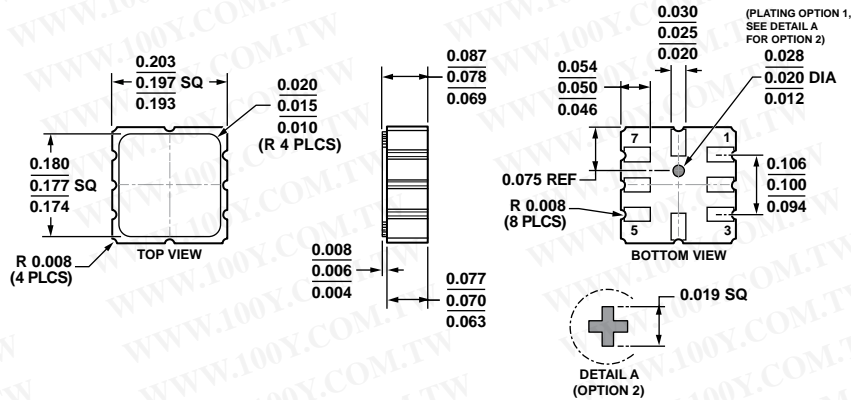 0.203
0.197 SQ
0.193
0.020
0.015
0.010
(R 4 PLCS)
0.180
0.177 SQ
0.174
R 0.008
(4 PLCS)
TOP VIEW
0.087
0.078
0.069
0.008
0.006
0.004
0.077
0.070
0.063
0.030
0.025
0.020
(PLATING OPTION 1,
SEE DETAIL A
FOR OPTION 2)
0.028
0.020 DIA
0.012
0.054
0.050
0.046
7
1
0.075 REF
0.106
0.100
0.094
R 0.008
(8 PLCS)
5
3
BOTTOM VIEW
0.019 SQ
DETAIL A
(OPTION 2)
WWW.100Y.COM.TW